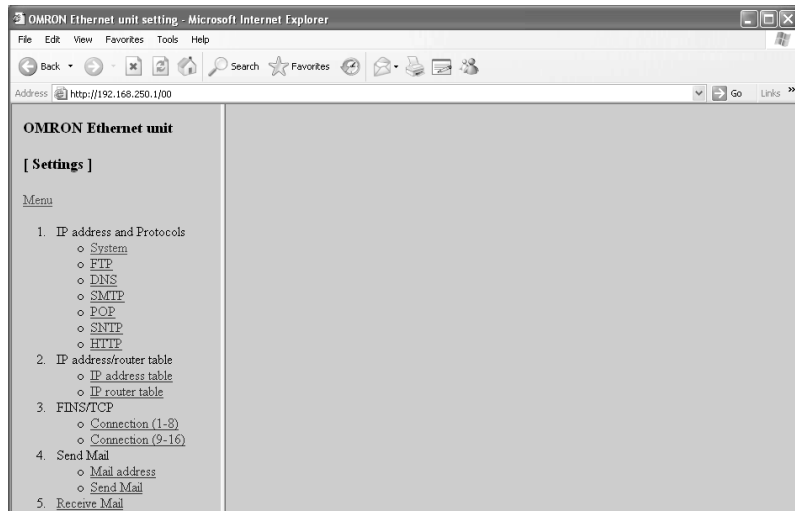 OMRON Ethernet unit setting - Microsoft Internet Explorer
File Edit View Favorites Tools Help
Back Search Favorites
Address http://192.168.250.1/00 Go Links »
OMRON Ethernet unit
[ Settings ]
Menu
1. IP address and Protocols
System
FTP
DNS
SMTP
POP
SNTP
HTTP
2. IP address/router table
IP address table
IP router table
3. FINS/TCP
Connection (1-8)
Connection (9-16)
4. Send Mail
Mail address
Send Mail
5. Receive Mail